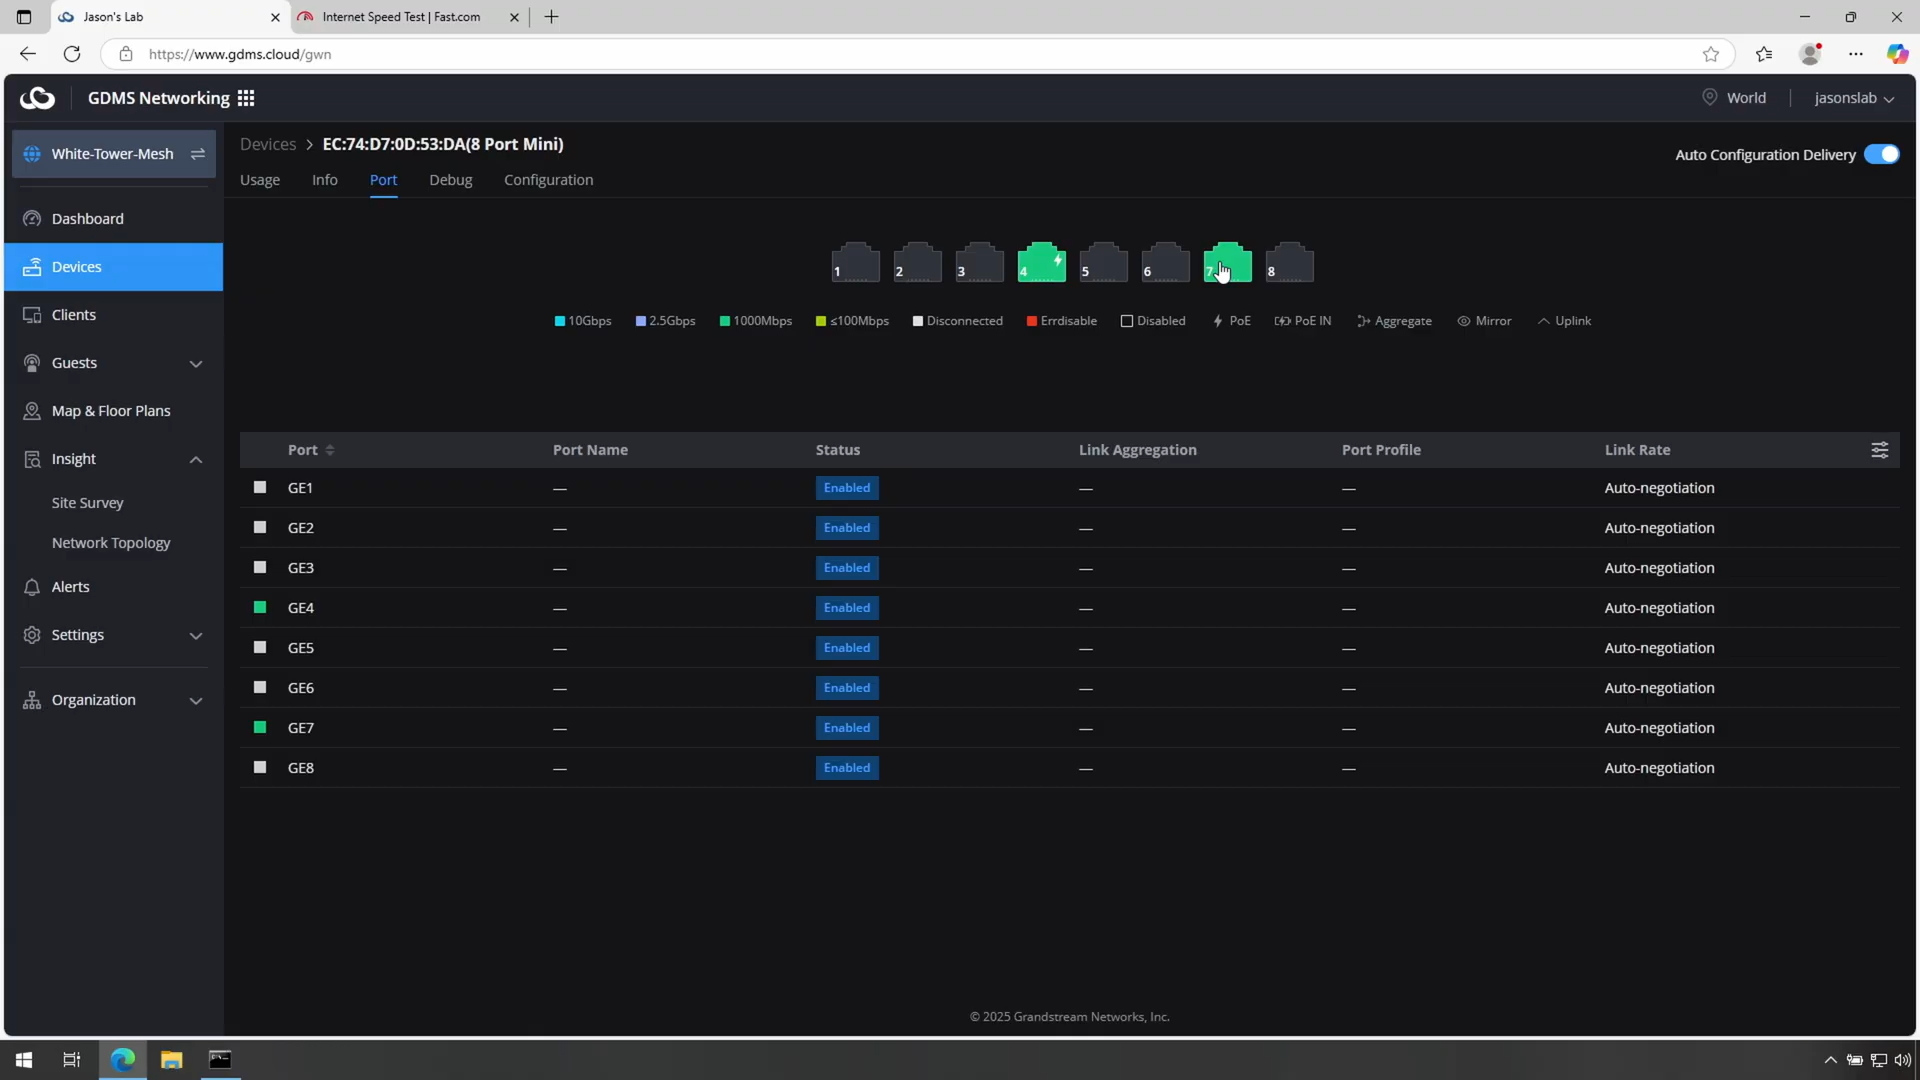 Jason's Lab
Internet Speed Test | Fast.com
https://www.gdms.cloud/gwn
GDMS Networking
World
jasonslab
White-Tower-Mesh
Devices > EC:74:D7:0D:53:DA(8 Port Mini)
Auto Configuration Delivery
Usage Info Port Debug Configuration
Dashboard
Devices
Clients
Guests
Map & Floor Plans
Insight
Site Survey
Network Topology
Alerts
Settings
Organization
1 2 3 4 5 6 7 8
10Gbps 2.5Gbps 1000Mbps ≤100Mbps Disconnected Errdisable Disabled PoE PoE IN Aggregate Mirror Uplink
Port Port Name Status Link Aggregation Port Profile Link Rate
GE1 — Enabled — — Auto-negotiation
GE2 — Enabled — — Auto-negotiation
GE3 — Enabled — — Auto-negotiation
GE4 — Enabled — — Auto-negotiation
GE5 — Enabled — — Auto-negotiation
GE6 — Enabled — — Auto-negotiation
GE7 — Enabled — — Auto-negotiation
GE8 — Enabled — — Auto-negotiation
© 2025 Grandstream Networks, Inc.